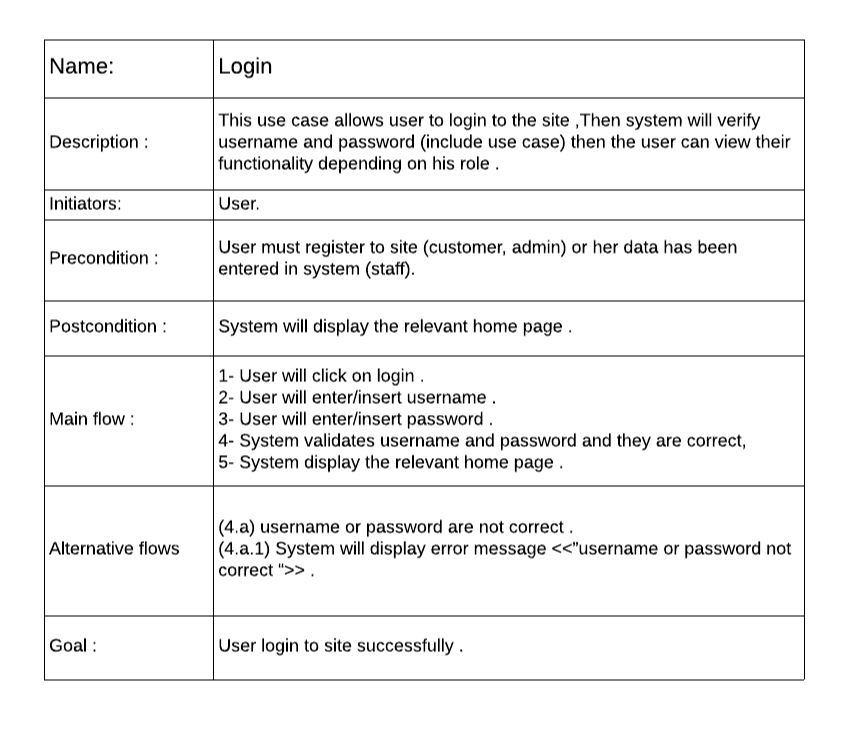 Name: Login
This use case allows user to login to the site ,Then system will verify
Description : username and password (include use case) then the user can view their
functionality depending on his role .
Initiators: User.
User must register to site (customer, admin) or her data has been
Precondition :
entered in system (staff).
Postcondition : System will display the relevant home page .
1- User will click on login .
2- User will enter/insert username .
Main flow : 3- User will enter/insert password .
4- System validates username and password and they are correct,
5- System display the relevant home page .
(4.a) username or password are not correct .
Alternative flows (4.a.1) System will display error message <<"username or password not
correct ">> .
Goal : User login to site successfully .